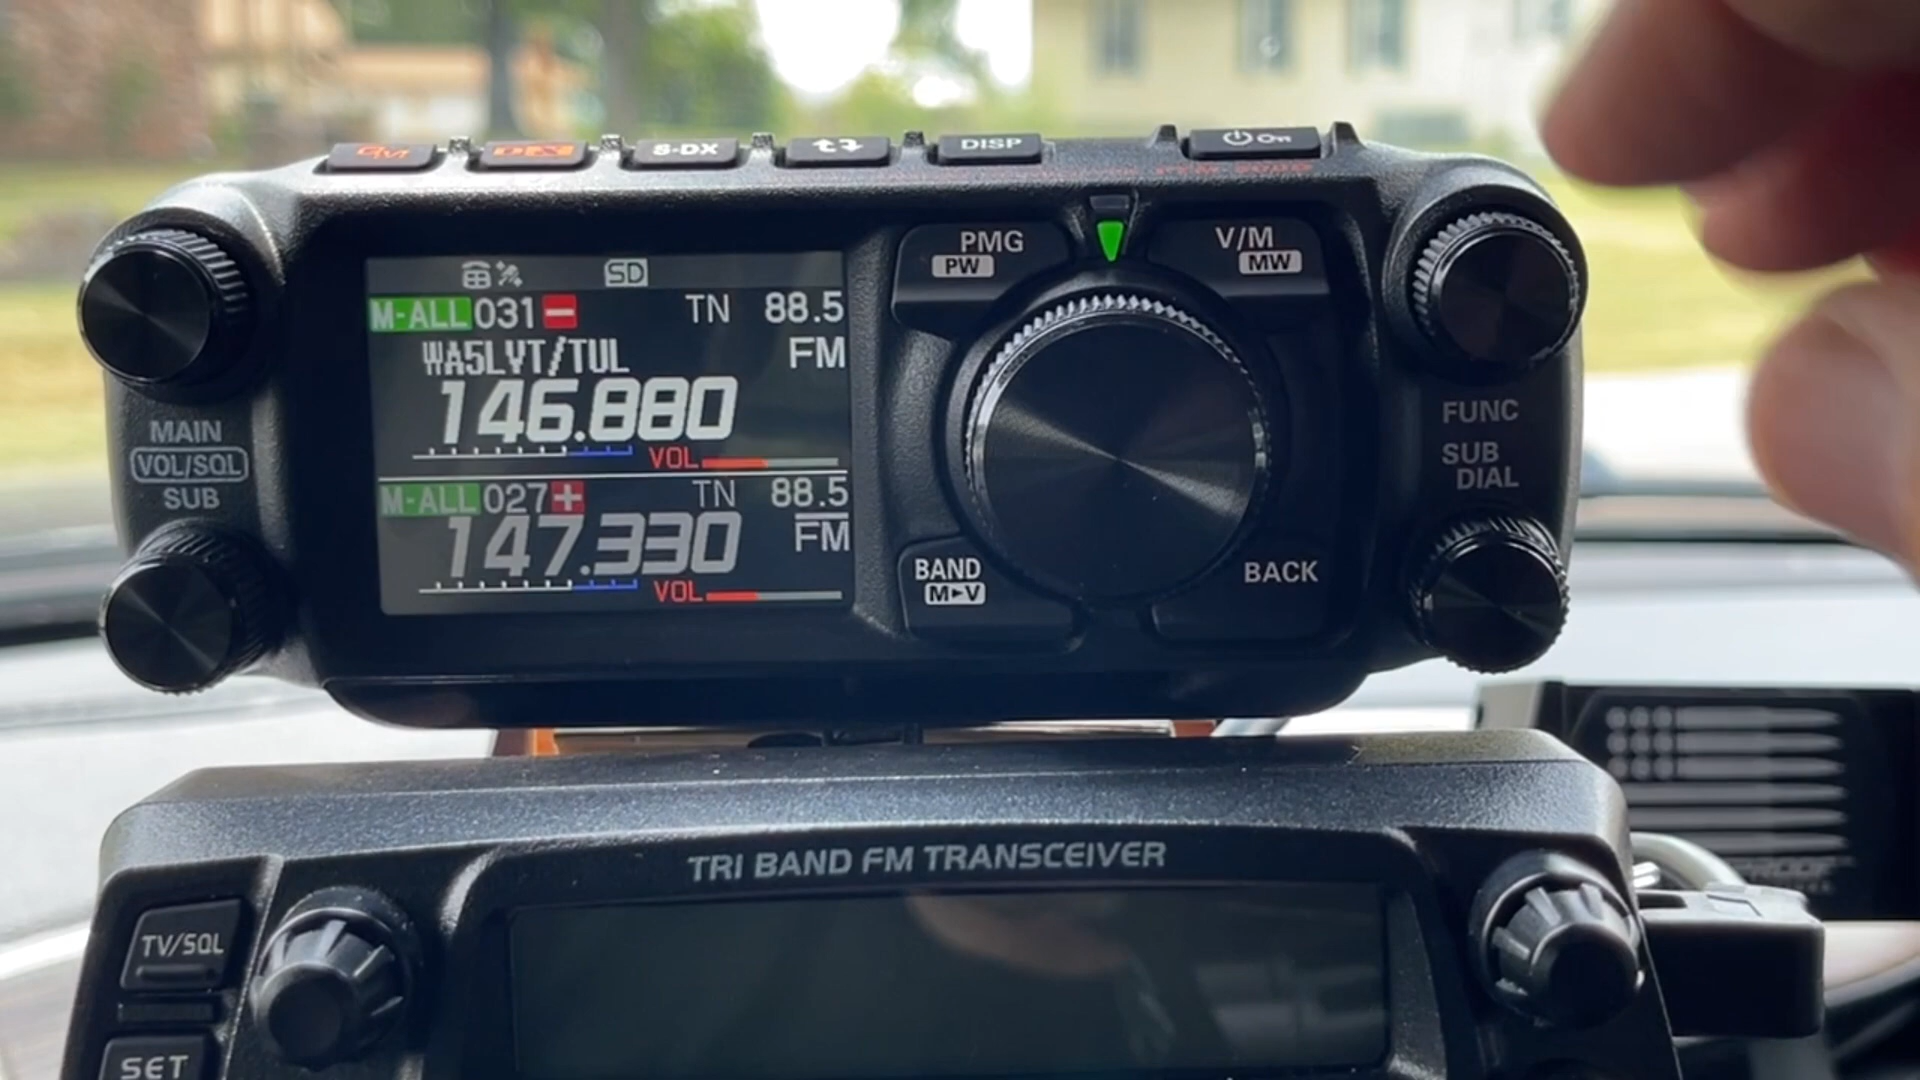 S-DX
DISP
PMG
PW
V/M
MW
SD
M-ALL 031 − TN 88.5
WA5LVT/TUL FM
146.880
VOL
M-ALL 027 + TN 88.5
147.330 FM
VOL
MAIN
VOL/SQL
SUB
FUNC
SUB
DIAL
BAND
M▸V
BACK
TRI BAND FM TRANSCEIVER
TV/SQL
SET